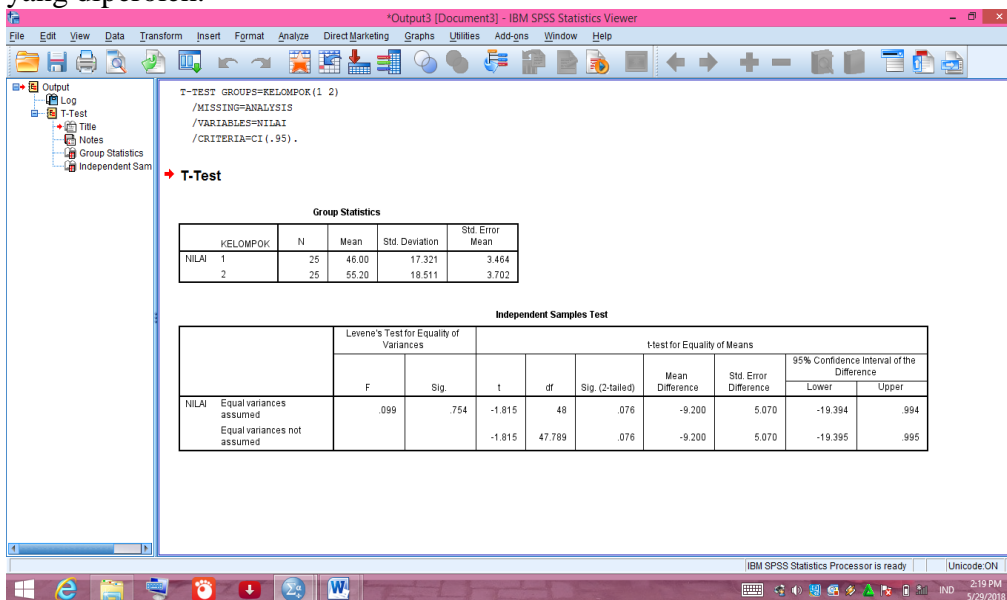 yang diperoleh.
*Output3 [Document3] - IBM SPSS Statistics Viewer
File Edit View Data Transform Insert Format Analyze Direct Marketing Graphs Utilities Add-ons Window Help
Output
Log
T-Test
Title
Notes
Group Statistics
Independent Sam
T-TEST GROUPS=KELOMPOK(1 2)
/MISSING=ANALYSIS
/VARIABLES=NILAI
/CRITERIA=CI(.95).
T-Test
Group Statistics
KELOMPOK N Mean Std. Deviation Std. Error Mean
NILAI 1 25 46.00 17.321 3.464
2 25 55.20 18.511 3.702
Independent Samples Test
Levene's Test for Equality of Variances t-test for Equality of Means
95% Confidence Interval of the Difference
F Sig. t df Sig. (2-tailed) Mean Difference Std. Error Difference Lower Upper
NILAI Equal variances assumed .099 .754 -1.815 48 .076 -9.200 5.070 -19.394 .994
Equal variances not assumed -1.815 47.789 .076 -9.200 5.070 -19.395 .995
IBM SPSS Statistics Processor is ready Unicode:ON
IND 2:19 PM
5/29/2018